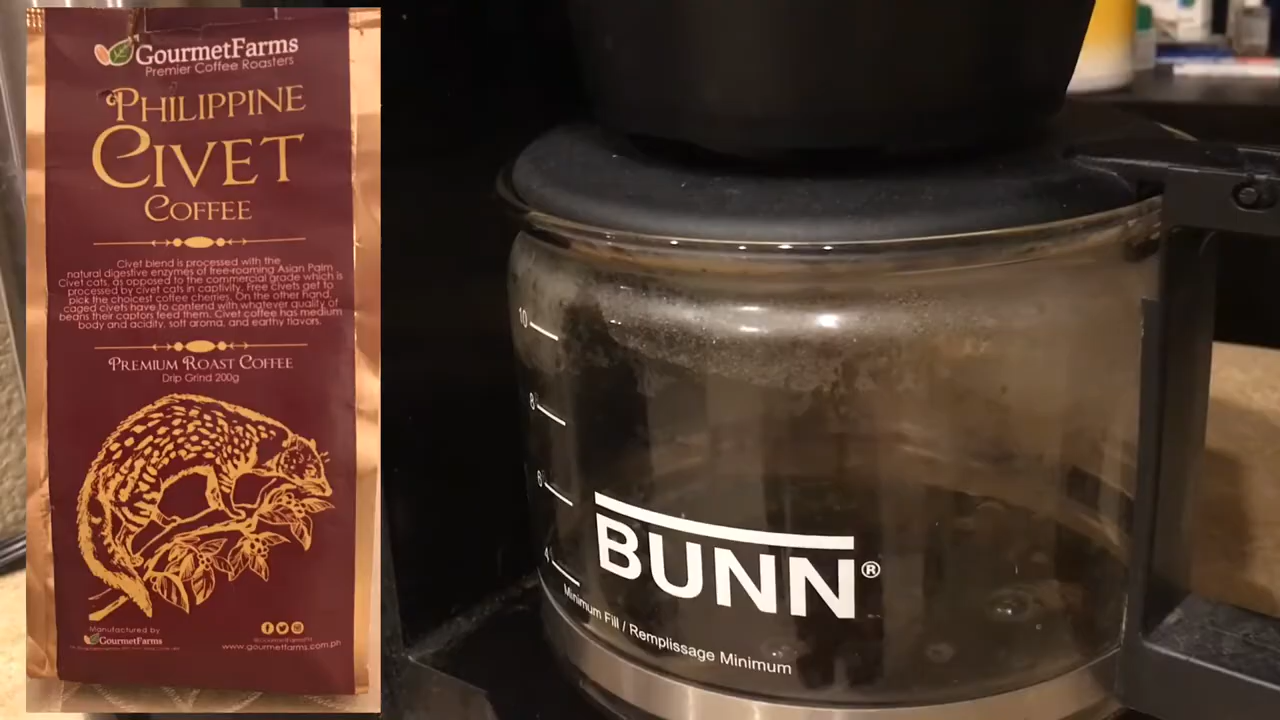 GourmetFarms
Premier Coffee Roasters
PHILIPPINE
CIVET
COFFEE
Civet blend is processed with the
natural digestive enzymes of free-roaming Asian Palm
Civet cats, as opposed to the commercial grade which is
processed by civet cats in captivity. Free civets get to
pick the choicest coffee cherries. On the other hand,
caged civets have to contend with whatever quality of
beans their captors feed them. Civet coffee has medium
body and acidity, soft aroma, and earthy flavors.
PREMIUM ROAST COFFEE
Drip Grind 200g
Manufactured by
GourmetFarms
www.gourmetfarms.com.ph
10
8
6
4
BUNN®
Minimum Fill / Remplissage Minimum